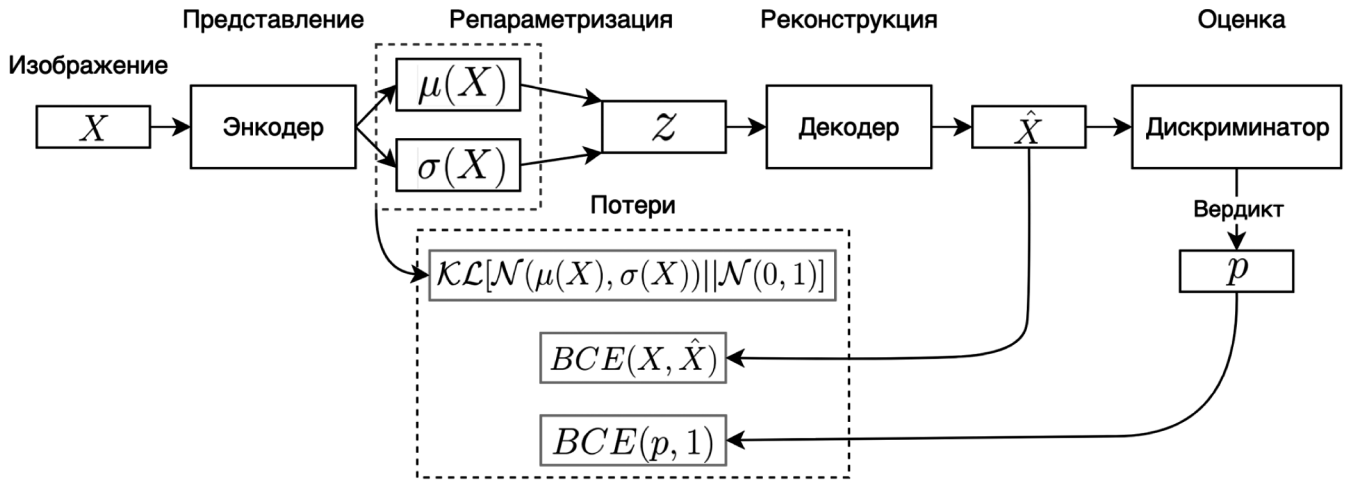 Представление
Репараметризация
Реконструкция
Оценка
Изображение
X
Энкодер
μ(X)
σ(X)
z
Декодер
X̂
Дискриминатор
Вердикт
p
Потери
𝒦ℒ[𝒩(μ(X), σ(X))||𝒩(0, 1)]
BCE(X, X̂)
BCE(p, 1)